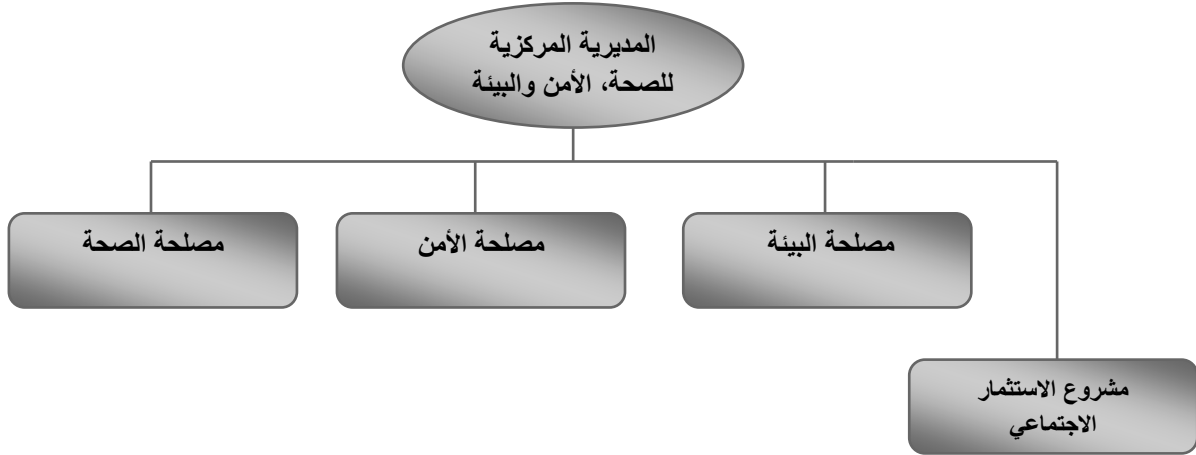 المديرية المركزية
للصحة، الأمن والبيئة
مصلحة البيئة
مصلحة الأمن
مصلحة الصحة
مشروع الاستثمار
الاجتماعي